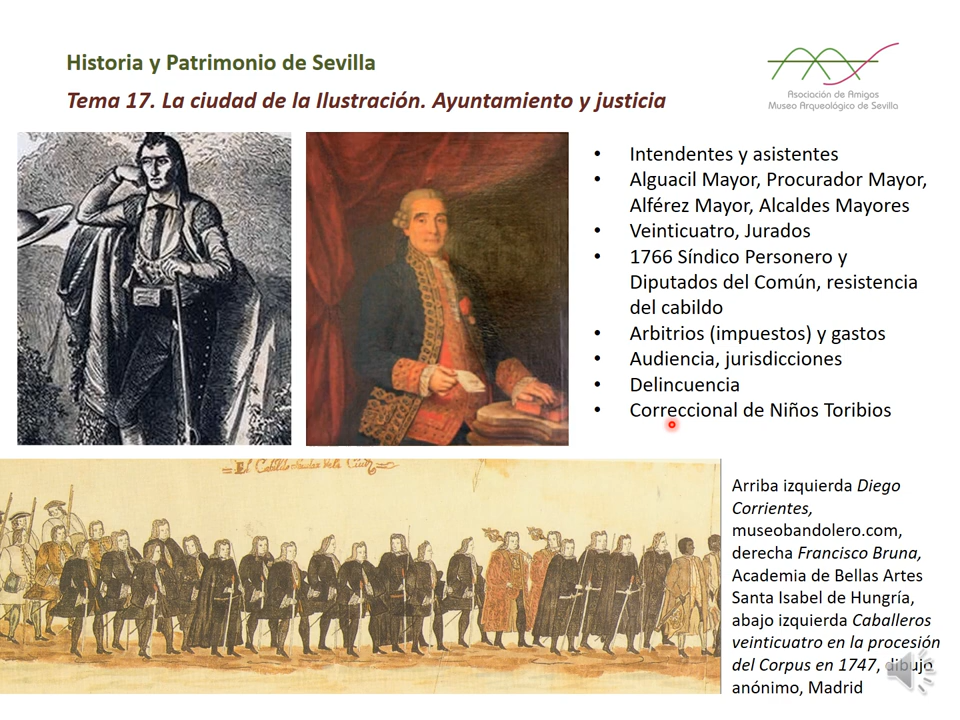 Historia y Patrimonio de Sevilla
Tema 17. La ciudad de la Ilustración. Ayuntamiento y justicia
Asociación de Amigos
Museo Arqueológico de Sevilla
• Intendentes y asistentes
• Alguacil Mayor, Procurador Mayor,
Alférez Mayor, Alcaldes Mayores
• Veinticuatro, Jurados
• 1766 Síndico Personero y
Diputados del Común, resistencia
del cabildo
• Arbitrios (impuestos) y gastos
• Audiencia, jurisdicciones
• Delincuencia
• Correccional de Niños Toribios
El Cabildo
Arriba izquierda Diego
Corrientes,
museobandolero.com,
derecha Francisco Bruna,
Academia de Bellas Artes
Santa Isabel de Hungría,
abajo izquierda Caballeros
veinticuatro en la procesión
del Corpus en 1747, dibujo
anónimo, Madrid